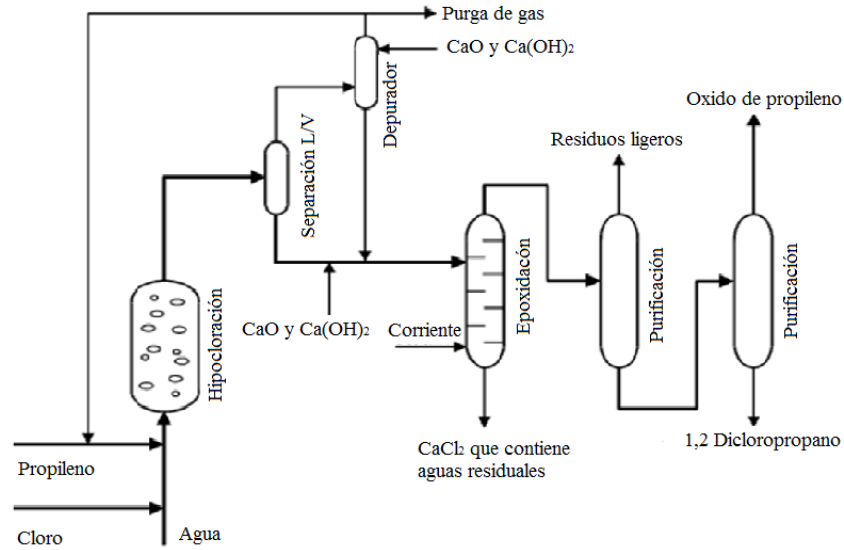 Purga de gas
CaO y Ca(OH)2
Depurador
Oxido de propileno
Residuos ligeros
Separación L/V
Hipocloración
CaO y Ca(OH)2
Corriente
Epoxidacón
Purificación
Purificación
Propileno
Cloro
Agua
CaCl2 que contiene
aguas residuales
1,2 Dicloropropano